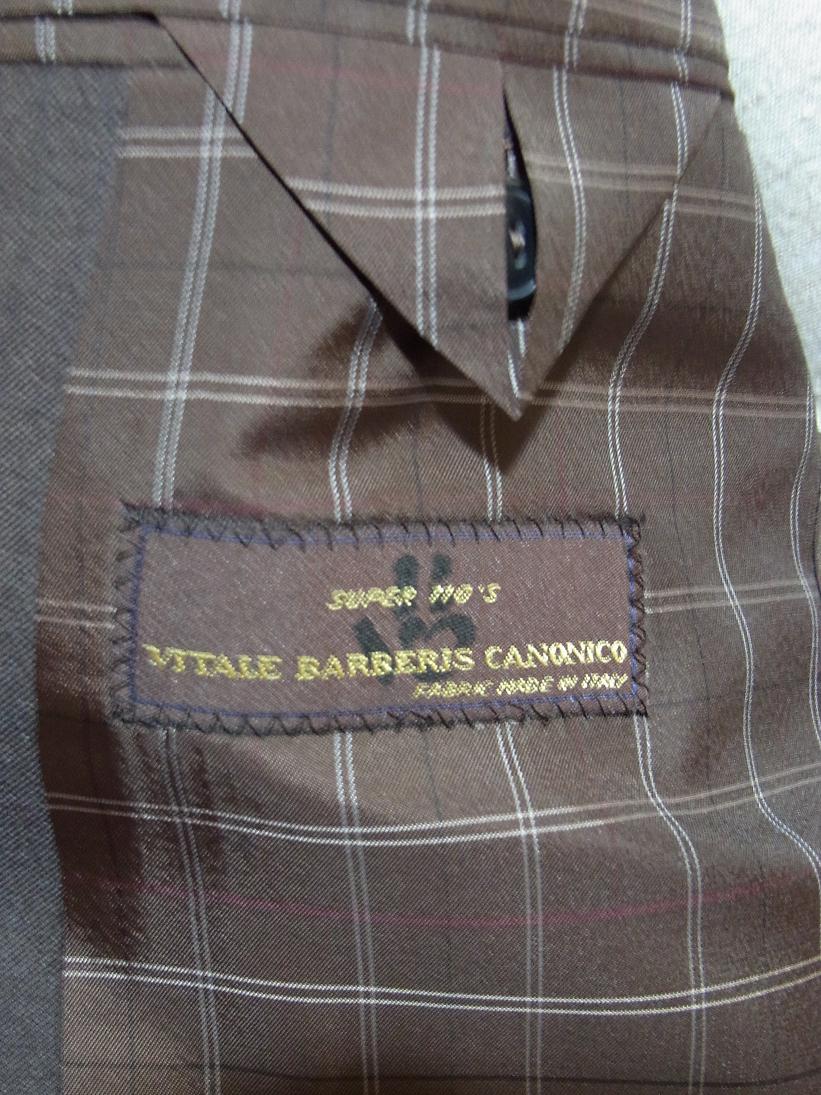 SUPER 110'S
VITALE BARBERIS CANONICO
FABRIC MADE IN ITALY